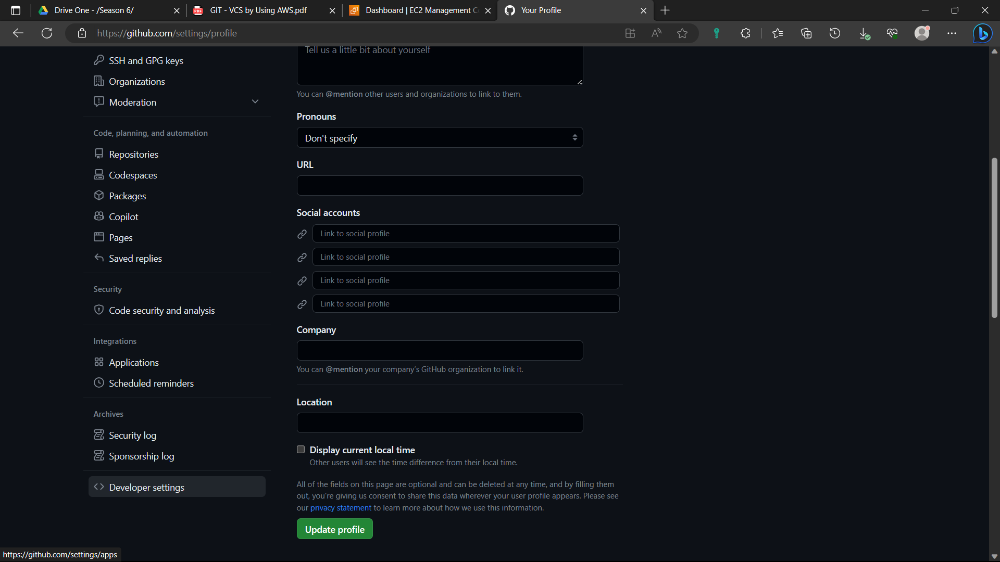 Drive One - /Season 6/
GIT - VCS by Using AWS.pdf
Dashboard | EC2 Management C
Your Profile
https://github.com/settings/profile
SSH and GPG keys
Organizations
Moderation
Code, planning, and automation
Repositories
Codespaces
Packages
Copilot
Pages
Saved replies
Security
Code security and analysis
Integrations
Applications
Scheduled reminders
Archives
Security log
Sponsorship log
Developer settings
Tell us a little bit about yourself
You can @mention other users and organizations to link to them.
Pronouns
Don't specify
URL
Social accounts
Link to social profile
Link to social profile
Link to social profile
Link to social profile
Company
You can @mention your company's GitHub organization to link it.
Location
Display current local time
Other users will see the time difference from their local time.
All of the fields on this page are optional and can be deleted at any time, and by filling them
out, you're giving us consent to share this data wherever your user profile appears. Please see
our privacy statement to learn more about how we use this information.
Update profile
https://github.com/settings/apps